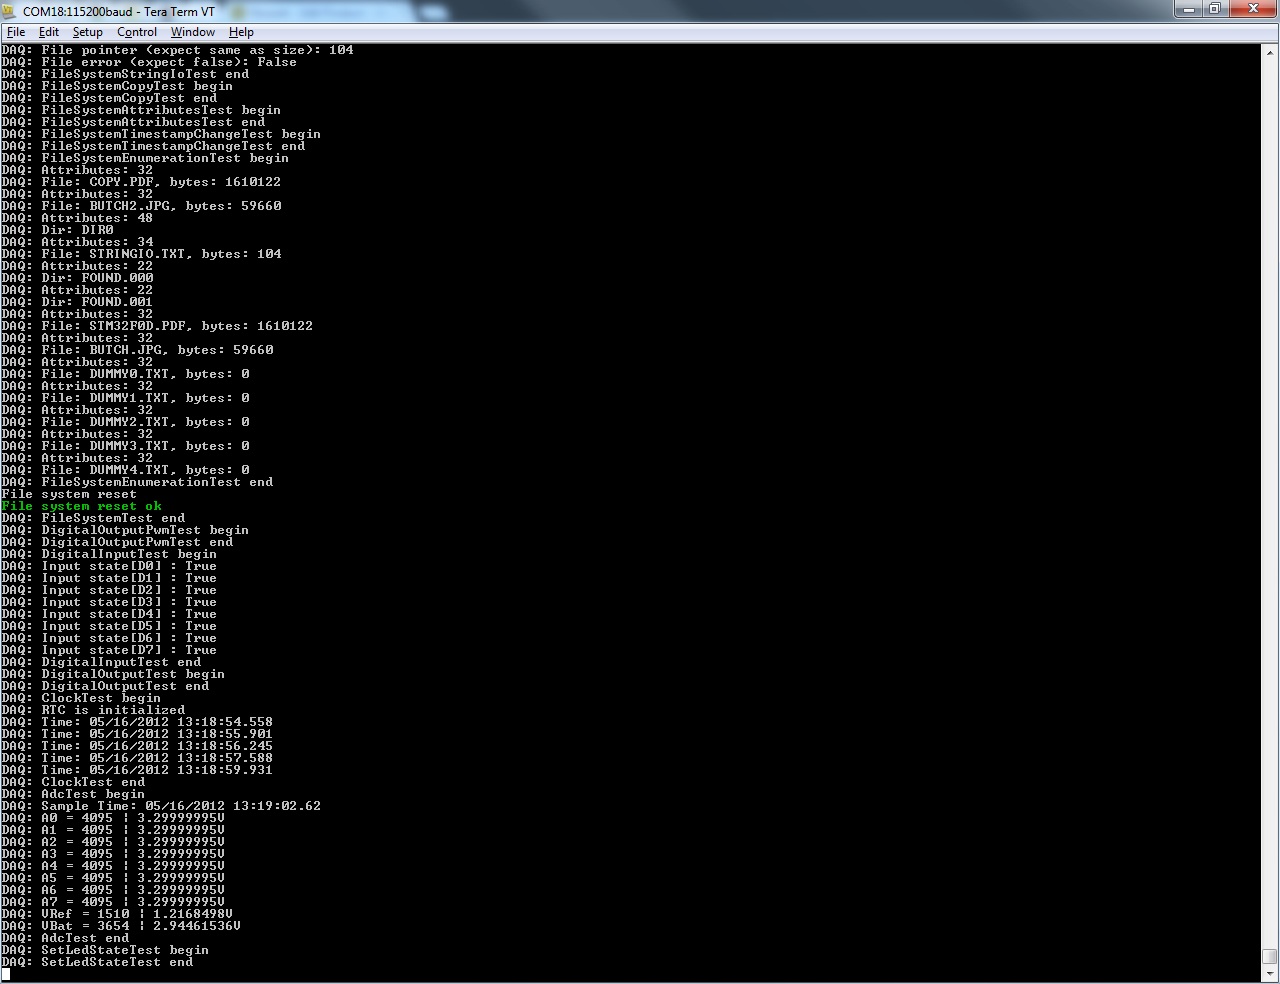 COM18:115200baud - Tera Term VT
File Edit Setup Control Window Help
DAQ: File pointer (expect same as size): 104
DAQ: File error (expect false): False
DAQ: FileSystemStringIoTest end
DAQ: FileSystemCopyTest begin
DAQ: FileSystemCopyTest end
DAQ: FileSystemAttributesTest begin
DAQ: FileSystemAttributesTest end
DAQ: FileSystemTimestampChangeTest begin
DAQ: FileSystemTimestampChangeTest end
DAQ: FileSystemEnumerationTest begin
DAQ: Attributes: 32
DAQ: File: COPY.PDF, bytes: 1610122
DAQ: Attributes: 32
DAQ: File: BUTCH2.JPG, bytes: 59660
DAQ: Attributes: 48
DAQ: Dir: DIR0
DAQ: Attributes: 34
DAQ: File: STRINGIO.TXT, bytes: 104
DAQ: Attributes: 22
DAQ: Dir: FOUND.000
DAQ: Attributes: 22
DAQ: Dir: FOUND.001
DAQ: Attributes: 32
DAQ: File: STM32F0D.PDF, bytes: 1610122
DAQ: Attributes: 32
DAQ: File: BUTCH.JPG, bytes: 59660
DAQ: Attributes: 32
DAQ: File: DUMMY0.TXT, bytes: 0
DAQ: Attributes: 32
DAQ: File: DUMMY1.TXT, bytes: 0
DAQ: Attributes: 32
DAQ: File: DUMMY2.TXT, bytes: 0
DAQ: Attributes: 32
DAQ: File: DUMMY3.TXT, bytes: 0
DAQ: Attributes: 32
DAQ: File: DUMMY4.TXT, bytes: 0
DAQ: FileSystemEnumerationTest end
File system reset
File system reset ok
DAQ: FileSystemTest end
DAQ: DigitalOutputPwmTest begin
DAQ: DigitalOutputPwmTest end
DAQ: DigitalInputTest begin
DAQ: Input state[D0] : True
DAQ: Input state[D1] : True
DAQ: Input state[D2] : True
DAQ: Input state[D3] : True
DAQ: Input state[D4] : True
DAQ: Input state[D5] : True
DAQ: Input state[D6] : True
DAQ: Input state[D7] : True
DAQ: DigitalInputTest end
DAQ: DigitalOutputTest begin
DAQ: DigitalOutputTest end
DAQ: ClockTest begin
DAQ: RTC is initialized
DAQ: Time: 05/16/2012 13:18:54.558
DAQ: Time: 05/16/2012 13:18:55.901
DAQ: Time: 05/16/2012 13:18:56.245
DAQ: Time: 05/16/2012 13:18:57.588
DAQ: Time: 05/16/2012 13:18:59.931
DAQ: ClockTest end
DAQ: AdcTest begin
DAQ: Sample Time: 05/16/2012 13:19:02.62
DAQ: A0 = 4095 | 3.29999995V
DAQ: A1 = 4095 | 3.29999995V
DAQ: A2 = 4095 | 3.29999995V
DAQ: A3 = 4095 | 3.29999995V
DAQ: A4 = 4095 | 3.29999995V
DAQ: A5 = 4095 | 3.29999995V
DAQ: A6 = 4095 | 3.29999995V
DAQ: A7 = 4095 | 3.29999995V
DAQ: VRef = 1510 | 1.2168498V
DAQ: VBat = 3654 | 2.94461536V
DAQ: AdcTest end
DAQ: SetLedStateTest begin
DAQ: SetLedStateTest end